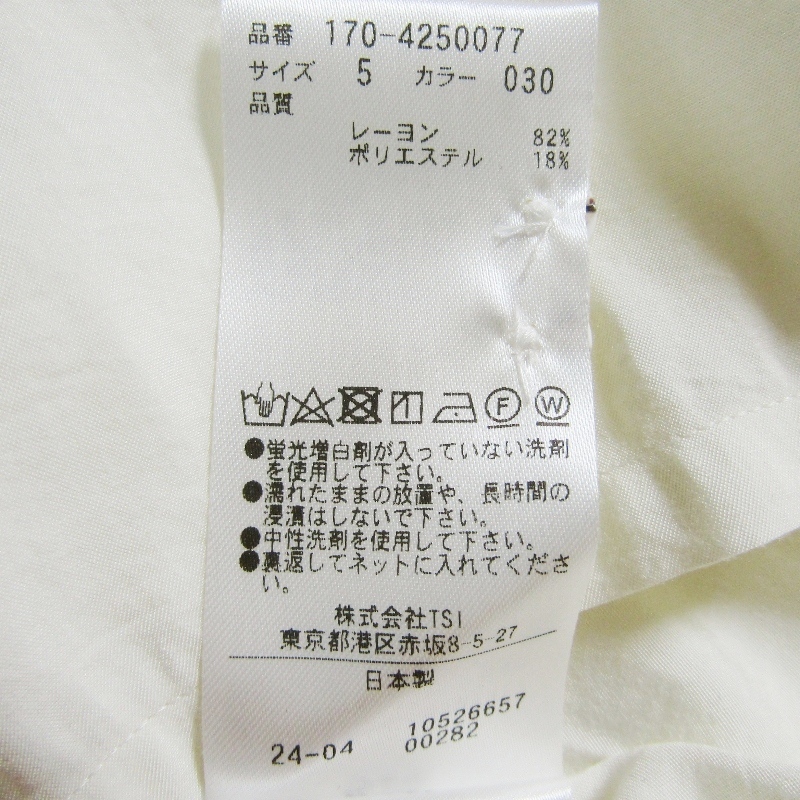 品番 170-4250077
サイズ 5 カラー 030
品質
レーヨン 82%
ポリエステル 18%
F W
●蛍光増白剤が入っていない洗剤
を使用して下さい。
●濡れたままの放置や、長時間の
浸漬はしないで下さい。
●中性洗剤を使用して下さい。
●裏返してネットに入れてくださ
い。
株式会社TSI
東京都港区赤坂8-5-27
日本製
10526657
24-04 00282